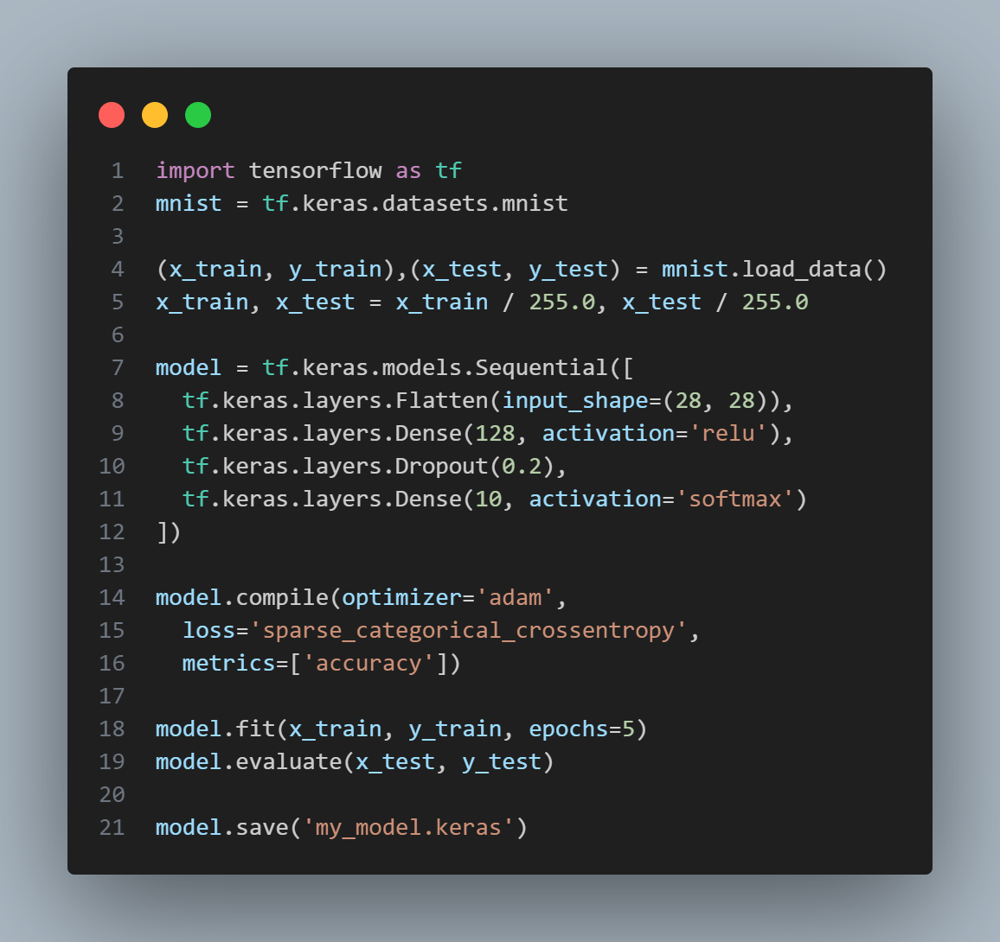 1 import tensorflow as tf
2 mnist = tf.keras.datasets.mnist
3
4 (x_train, y_train),(x_test, y_test) = mnist.load_data()
5 x_train, x_test = x_train / 255.0, x_test / 255.0
6
7 model = tf.keras.models.Sequential([
8   tf.keras.layers.Flatten(input_shape=(28, 28)),
9   tf.keras.layers.Dense(128, activation='relu'),
10   tf.keras.layers.Dropout(0.2),
11   tf.keras.layers.Dense(10, activation='softmax')
12 ])
13
14 model.compile(optimizer='adam',
15   loss='sparse_categorical_crossentropy',
16   metrics=['accuracy'])
17
18 model.fit(x_train, y_train, epochs=5)
19 model.evaluate(x_test, y_test)
20
21 model.save('my_model.keras')